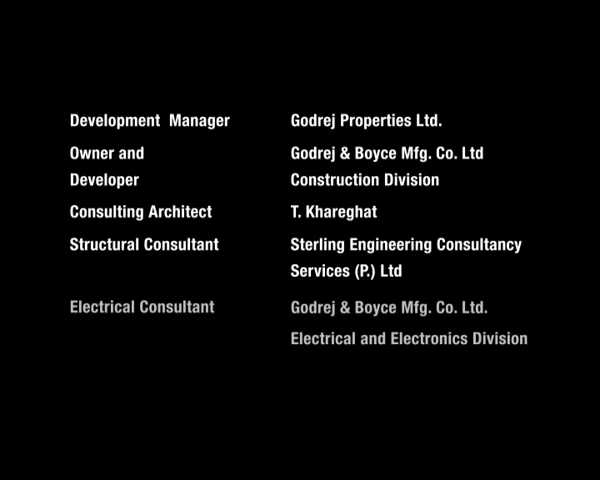 Development Manager Godrej Properties Ltd.
Owner and Godrej & Boyce Mfg. Co. Ltd
Developer Construction Division
Consulting Architect T. Khareghat
Structural Consultant Sterling Engineering Consultancy
Services (P.) Ltd
Electrical Consultant Godrej & Boyce Mfg. Co. Ltd.
Electrical and Electronics Division